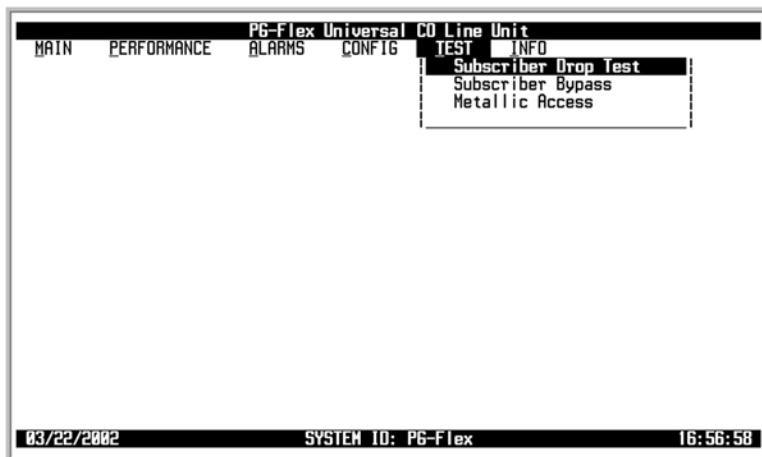 PG-Flex Universal CO Line Unit
MAIN PERFORMANCE ALARMS CONFIG TEST INFO
Subscriber Drop Test
Subscriber Bypass
Metallic Access
03/22/2002 SYSTEM ID: PG-Flex 16:56:58